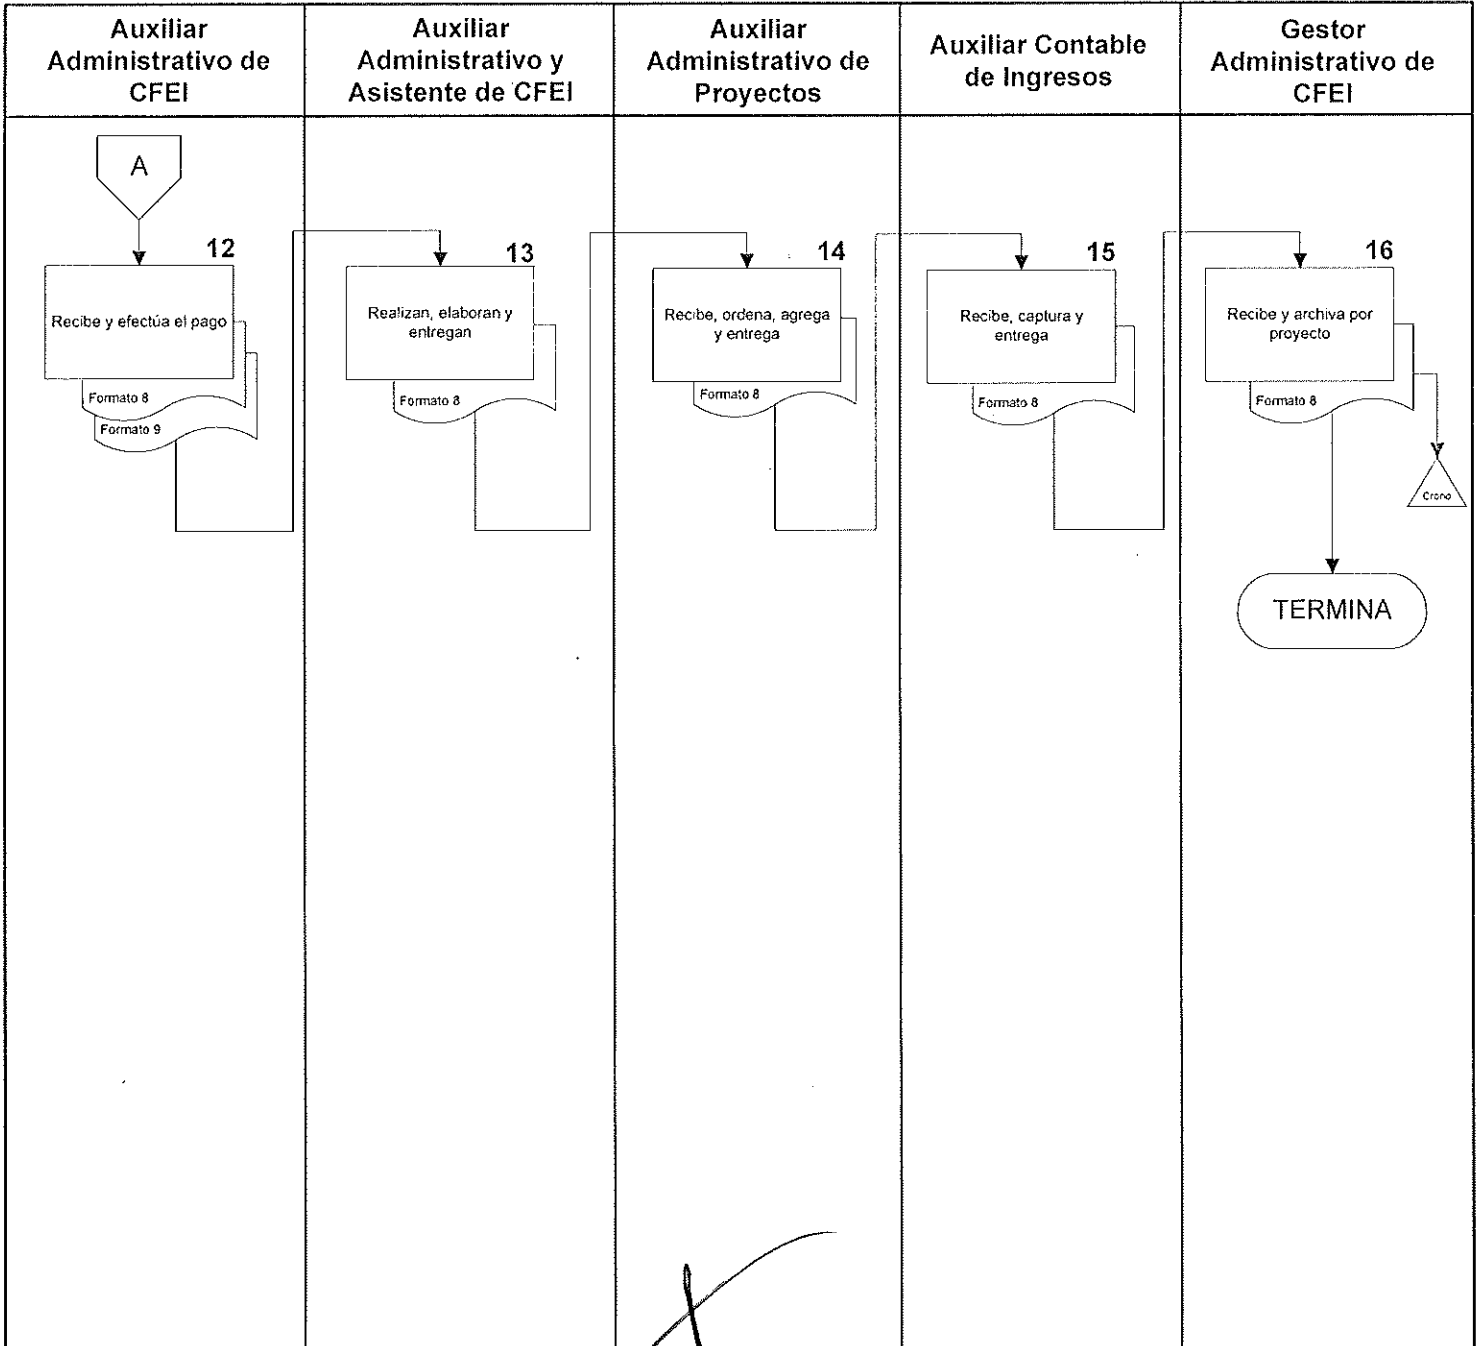 Auxiliar
Administrativo de
CFEI
Auxiliar
Administrativo y
Asistente de CFEI
Auxiliar
Administrativo de
Proyectos
Auxiliar Contable
de Ingresos
Gestor
Administrativo de
CFEI
A
12
Recibe y efectúa el pago
Formato 8
Formato 9
13
Realizan, elaboran y
entregan
Formato 8
14
Recibe, ordena, agrega
y entrega
Formato 8
15
Recibe, captura y
entrega
Formato 8
16
Recibe y archiva por
proyecto
Formato 8
Crono
TERMINA